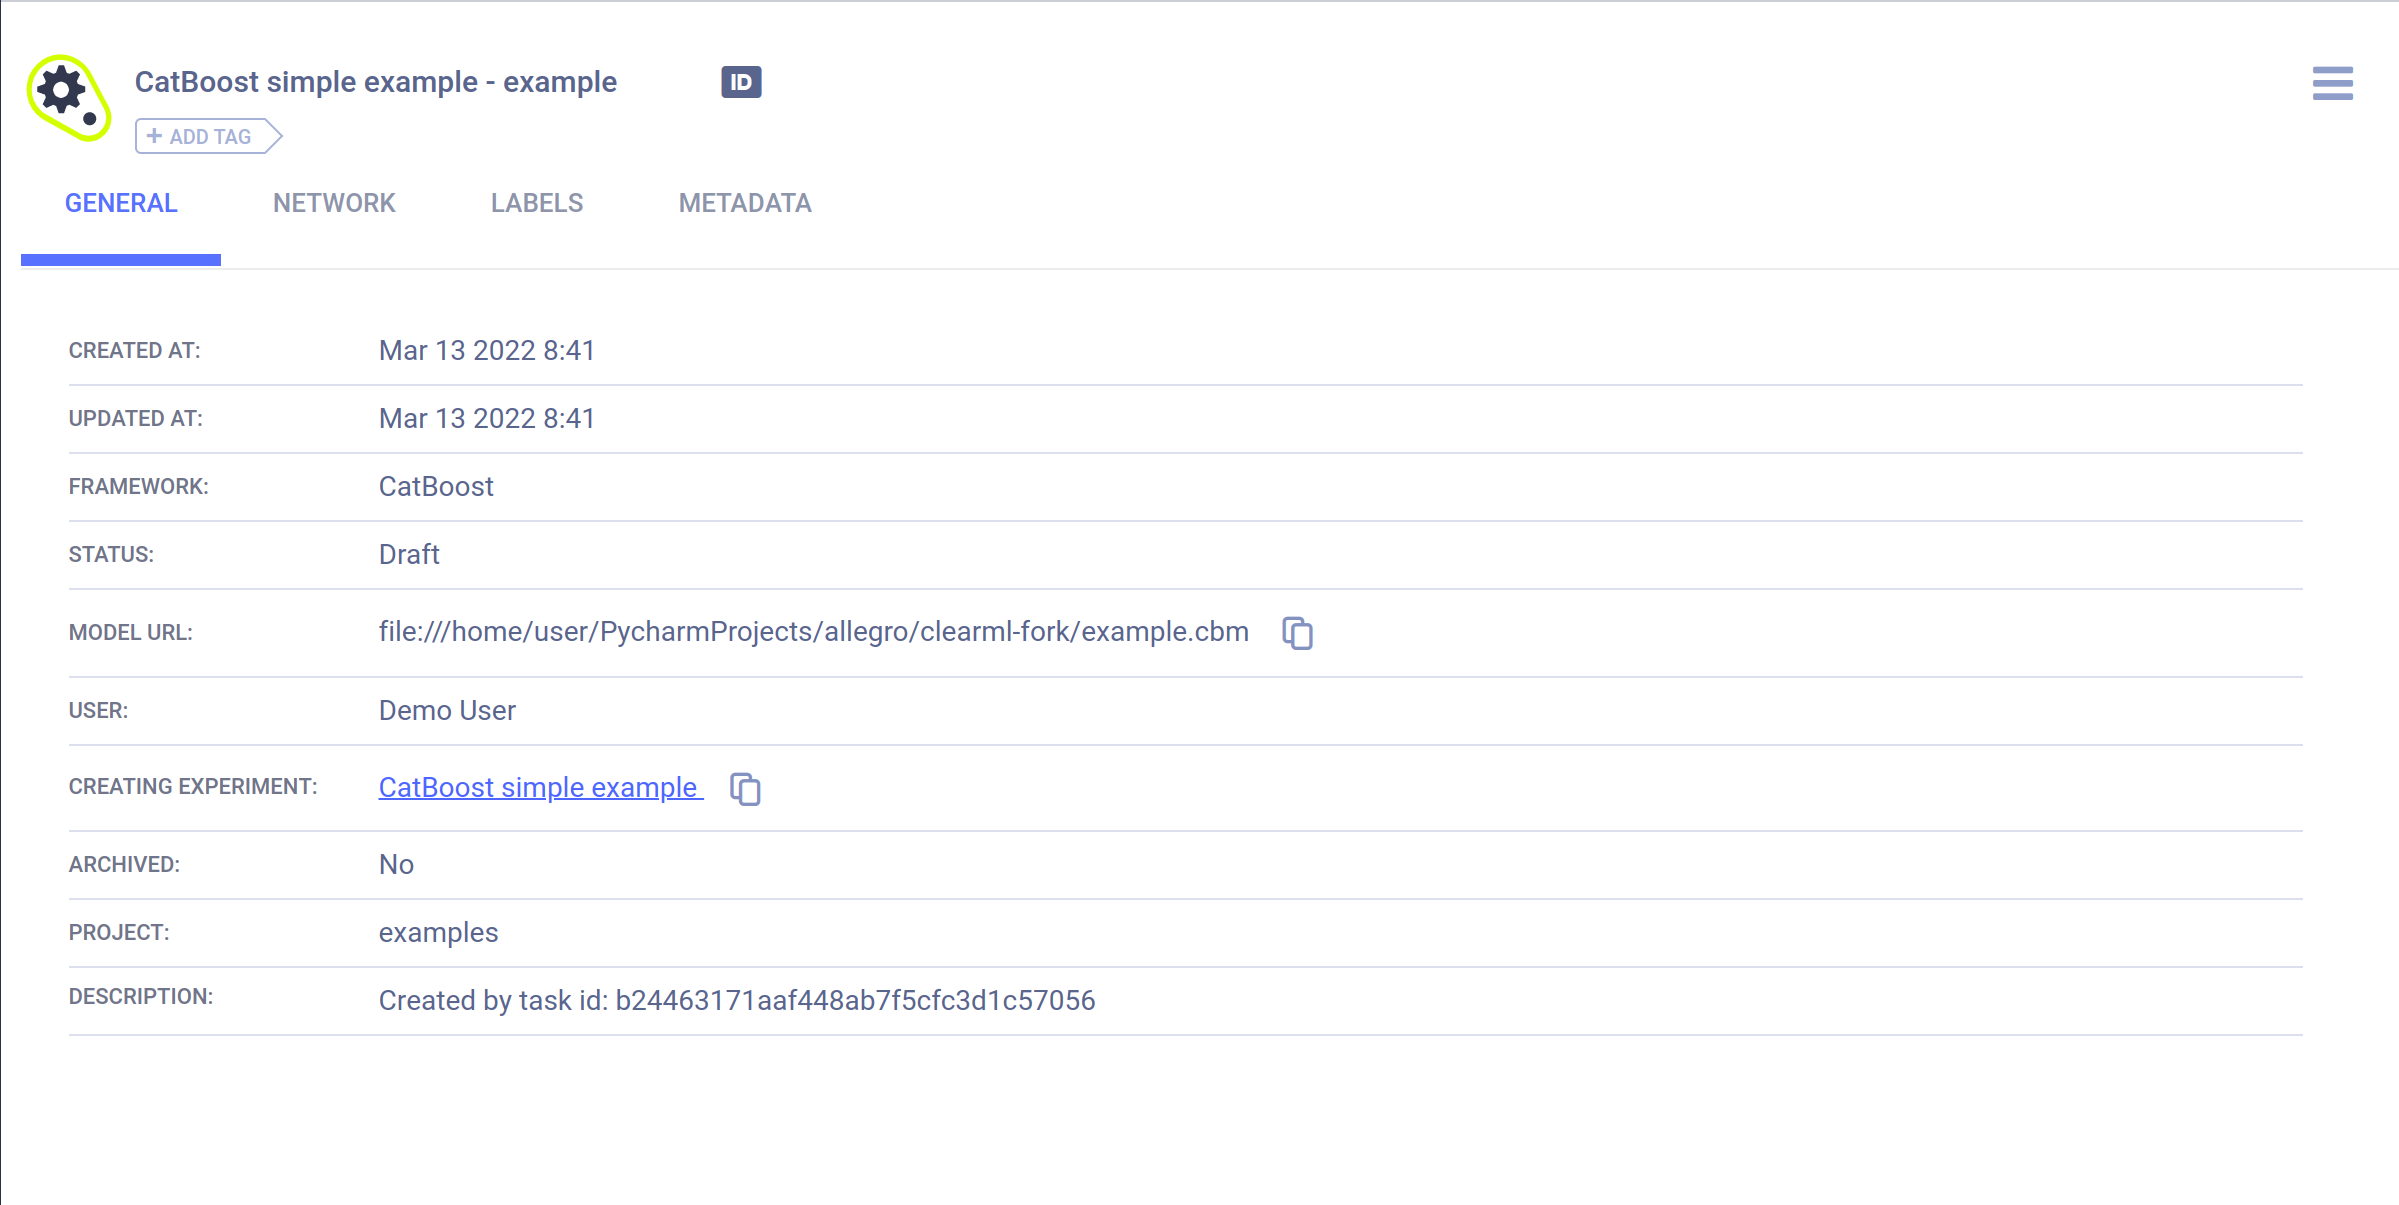 CatBoost simple example - example ID
+ ADD TAG
GENERAL NETWORK LABELS METADATA
CREATED AT: Mar 13 2022 8:41
UPDATED AT: Mar 13 2022 8:41
FRAMEWORK: CatBoost
STATUS: Draft
MODEL URL: file:///home/user/PycharmProjects/allegro/clearml-fork/example.cbm
USER: Demo User
CREATING EXPERIMENT: CatBoost simple example
ARCHIVED: No
PROJECT: examples
DESCRIPTION: Created by task id: b24463171aaf448ab7f5cfc3d1c57056